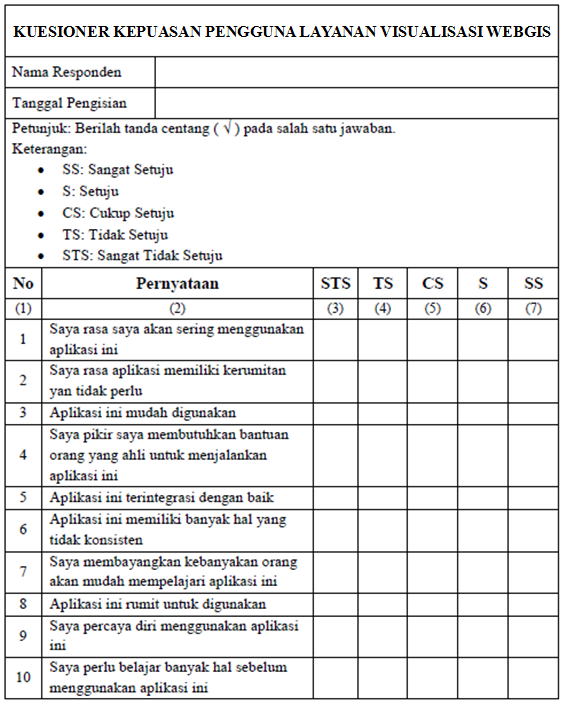 KUESIONER KEPUASAN PENGGUNA LAYANAN VISUALISASI WEBGIS
Nama Responden
Tanggal Pengisian
Petunjuk: Berilah tanda centang ( √ ) pada salah satu jawaban.
Keterangan:
• SS: Sangat Setuju
• S: Setuju
• CS: Cukup Setuju
• TS: Tidak Setuju
• STS: Sangat Tidak Setuju
No Pernyataan STS TS CS S SS
(1) (2) (3) (4) (5) (6) (7)
1 Saya rasa saya akan sering menggunakan
aplikasi ini
2 Saya rasa aplikasi memiliki kerumitan
yan tidak perlu
3 Aplikasi ini mudah digunakan
4 Saya pikir saya membutuhkan bantuan
orang yang ahli untuk menjalankan
aplikasi ini
5 Aplikasi ini terintegrasi dengan baik
6 Aplikasi ini memiliki banyak hal yang
tidak konsisten
7 Saya membayangkan kebanyakan orang
akan mudah mempelajari aplikasi ini
8 Aplikasi ini rumit untuk digunakan
9 Saya percaya diri menggunakan aplikasi
ini
10 Saya perlu belajar banyak hal sebelum
menggunakan aplikasi ini